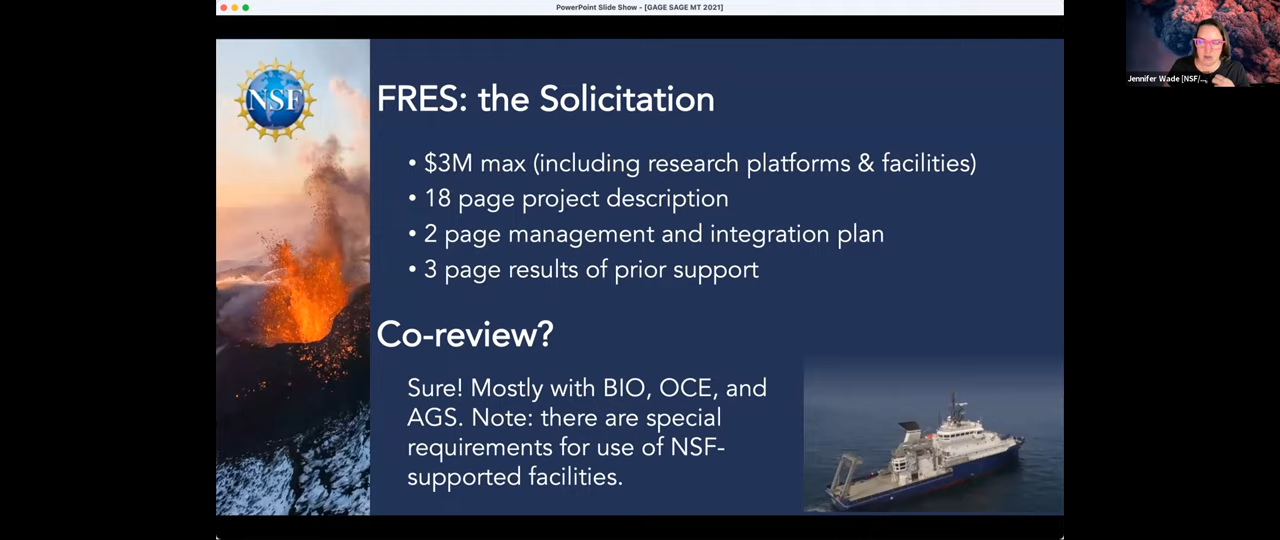 PowerPoint Slide Show - [GAGE SAGE MT 2021]
Jennifer Wade [NSF/...
NSF
FRES: the Solicitation
• $3M max (including research platforms & facilities)
• 18 page project description
• 2 page management and integration plan
• 3 page results of prior support
Co-review?
Sure! Mostly with BIO, OCE, and
AGS. Note: there are special
requirements for use of NSF-
supported facilities.